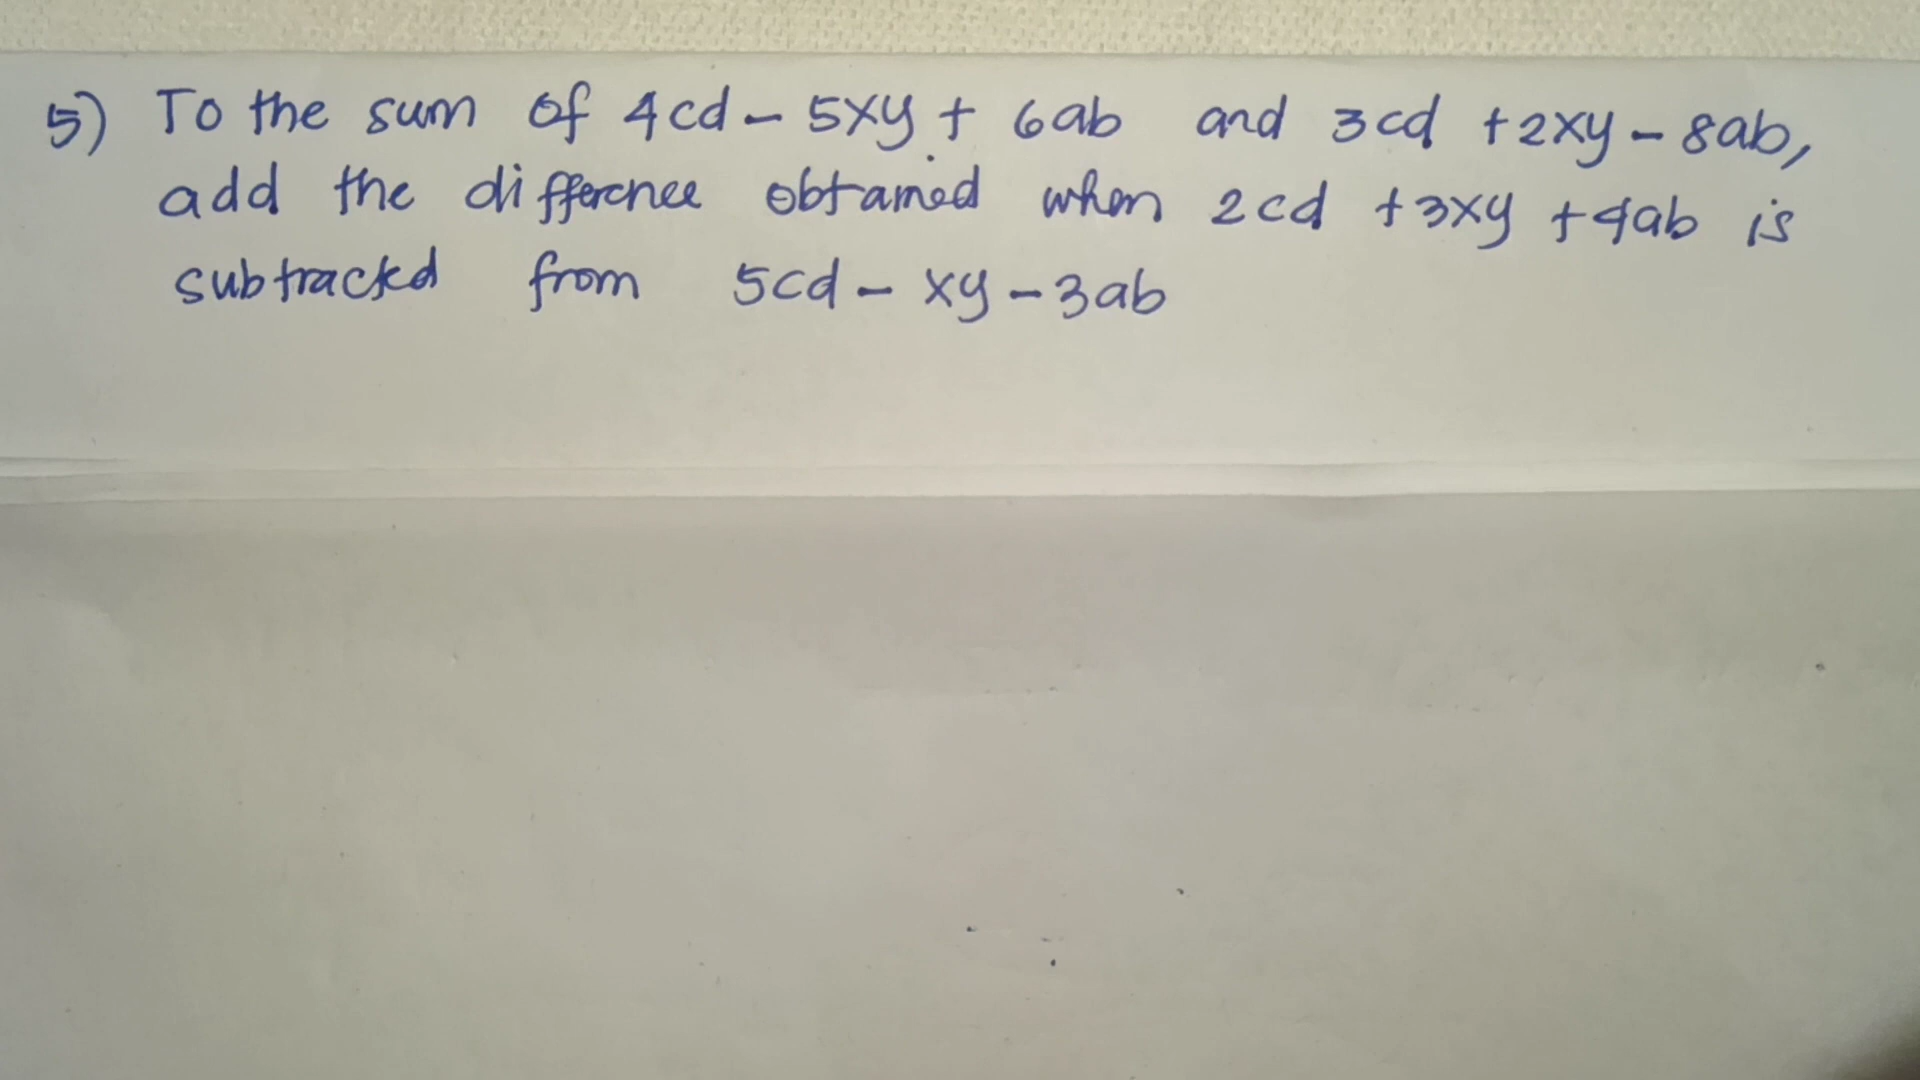 5) To the sum of 4cd - 5xy + 6ab and 3cd + 2xy - 8ab,
add the difference obtained when 2cd + 3xy + 4ab is
subtracted from 5cd - xy - 3ab